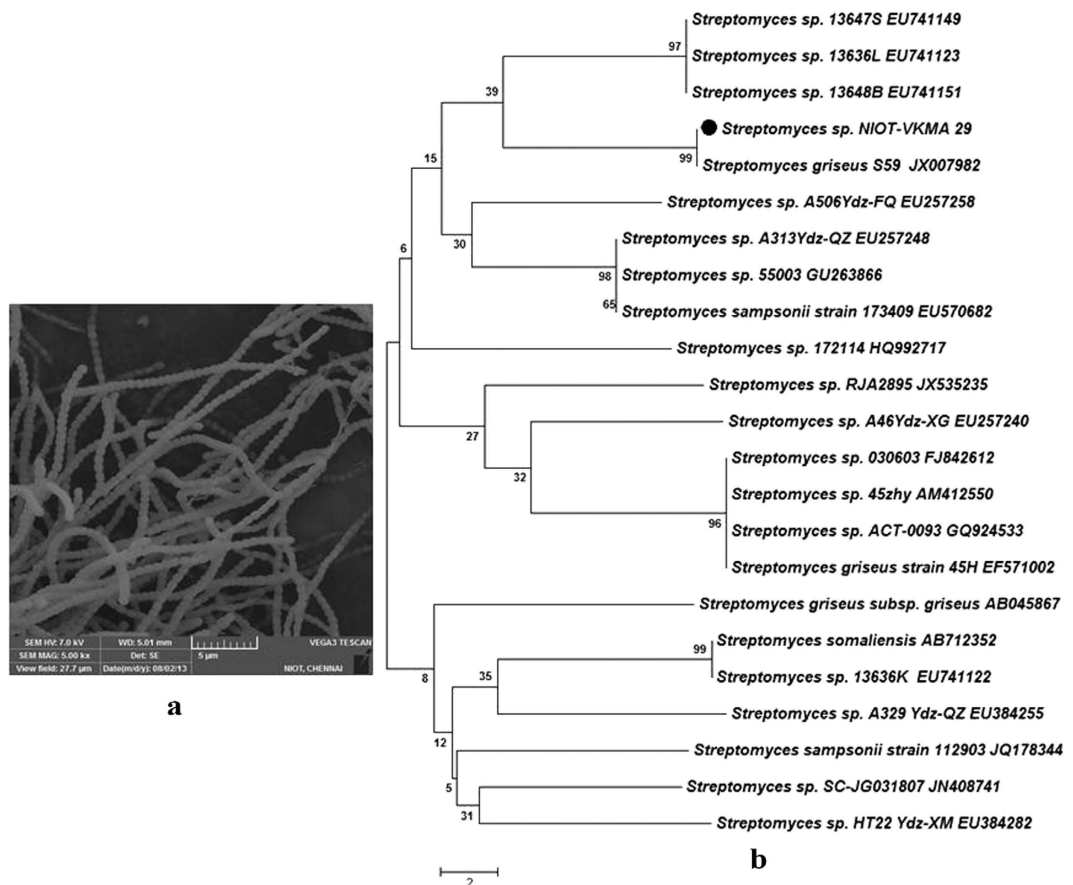 Streptomyces sp. 13647S EU741149
97
Streptomyces sp. 13636L EU741123
39
Streptomyces sp. 13648B EU741151
Streptomyces sp. NIOT-VKMA 29
15
99
Streptomyces griseus S59 JX007982
Streptomyces sp. A506Ydz-FQ EU257258
6
30
Streptomyces sp. A313Ydz-QZ EU257248
98
Streptomyces sp. 55003 GU263866
65
Streptomyces sampsonii strain 173409 EU570682
Streptomyces sp. 172114 HQ992717
Streptomyces sp. RJA2895 JX535235
27
Streptomyces sp. A46Ydz-XG EU257240
32
Streptomyces sp. 030603 FJ842612
Streptomyces sp. 45zhy AM412550
96
Streptomyces sp. ACT-0093 GQ924533
Streptomyces griseus strain 45H EF571002
Streptomyces griseus subsp. griseus AB045867
SEM HV: 7.0 kV WD: 5.01 mm VEGA3 TESCAN
SEM MAG: 5.00 kx Det: SE 5 µm
View field: 27.7 µm Date(m/d/y): 08/02/13 NIOT, CHENNAI
a
8
99
Streptomyces somaliensis AB712352
35
Streptomyces sp. 13636K EU741122
Streptomyces sp. A329 Ydz-QZ EU384255
12
Streptomyces sampsonii strain 112903 JQ178344
5
Streptomyces sp. SC-JG031807 JN408741
31
Streptomyces sp. HT22 Ydz-XM EU384282
b
2